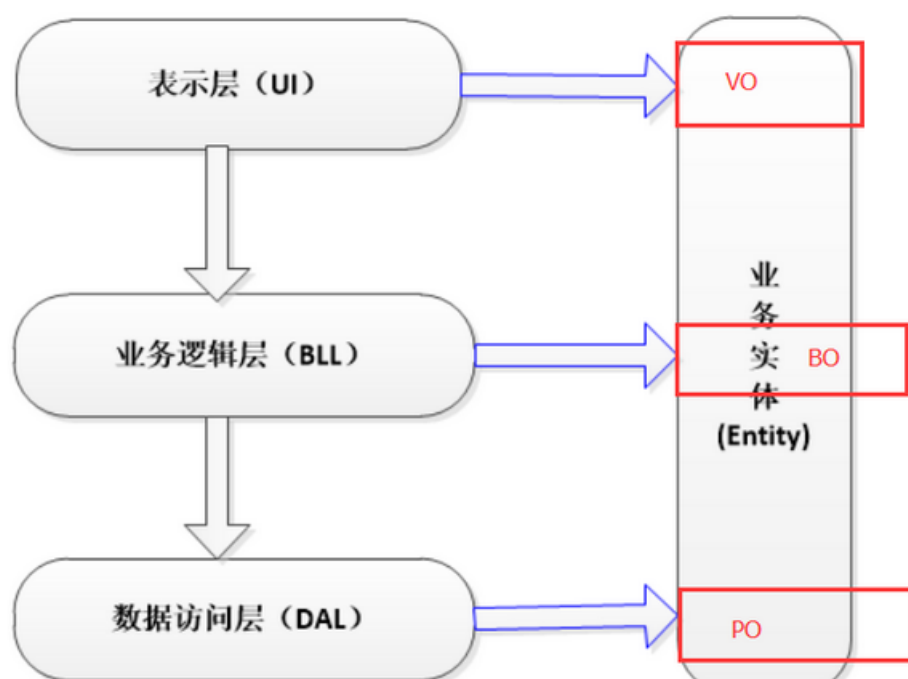 表示层（UI）
VO
业
务
业务逻辑层（BLL）
实
BO
体
(Entity)
数据访问层（DAL）
PO